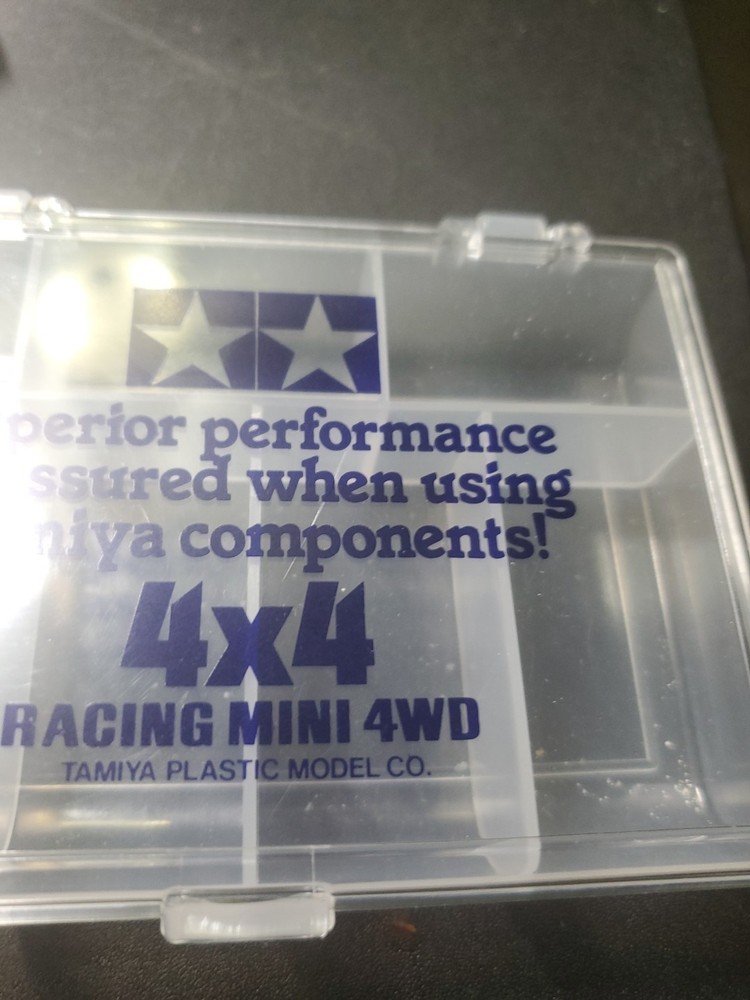 perior performance
ssured when using
miya components!
4x4
RACING MINI 4WD
TAMIYA PLASTIC MODEL CO.